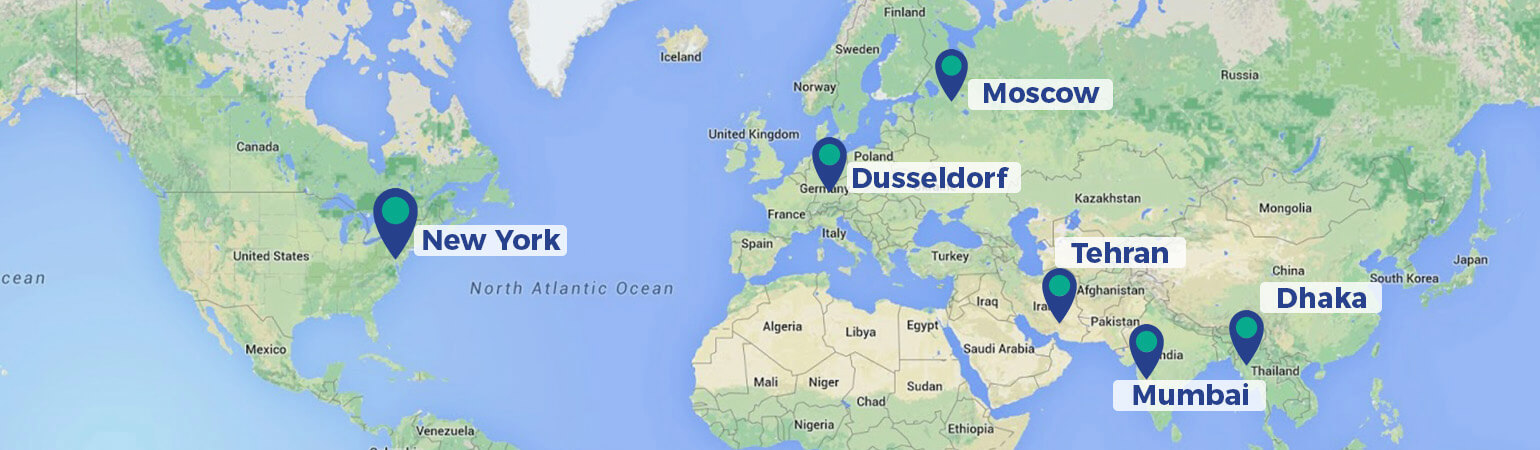 Finland
Sweden
Iceland
Russia
Norway
Moscow
United Kingdom
Canada
Poland
Germany
Dusseldorf
Kazakhstan
Mongolia
France
Italy
New York
Spain
United States
Turkey
Tehran
Japan
cean
China
South Korea
North Atlantic Ocean
Afghanistan
Dhaka
Iraq
Pakistan
Algeria
Libya
Egypt
Mexico
Saudi Arabia
Thailand
Mali
Niger
Sudan
Mumbai
Chad
Nigeria
Ethiopia
Venezuela